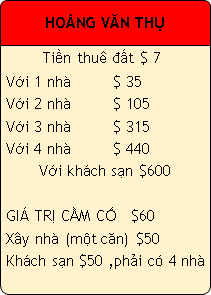 HOÀNG VĂN THỤ
Tiền thuê đất $ 7
Với 1 nhà $ 35
Với 2 nhà $ 105
Với 3 nhà $ 315
Với 4 nhà $ 440
Với khách sạn $600
GIÁ TRỊ CẦM CỐ $60
Xây nhà (một căn) $50
Khách sạn $50 ,phải có 4 nhà